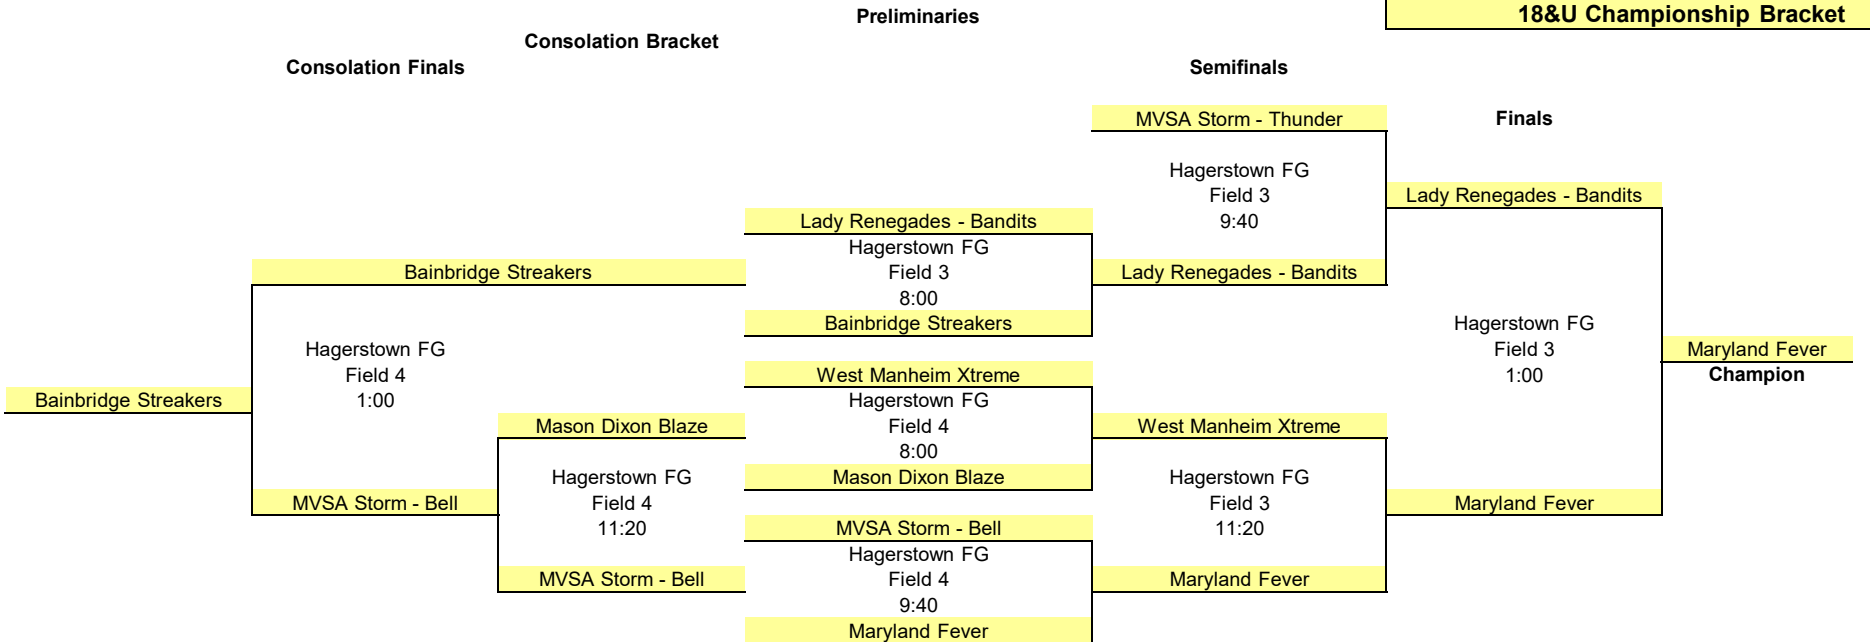 Preliminaries
18&U Championship Bracket
Consolation Bracket
Consolation Finals
Semifinals
MVSA Storm - Thunder
Finals
Hagerstown FG
Field 3
9:40
Lady Renegades - Bandits
Lady Renegades - Bandits
Hagerstown FG
Field 3
8:00
Bainbridge Streakers
Lady Renegades - Bandits
Bainbridge Streakers
Hagerstown FG
Field 3
1:00
Hagerstown FG
Field 4
1:00
Maryland Fever
Champion
West Manheim Xtreme
Bainbridge Streakers
Hagerstown FG
Field 4
8:00
Mason Dixon Blaze
West Manheim Xtreme
Mason Dixon Blaze
Hagerstown FG
Field 4
11:20
Hagerstown FG
Field 3
11:20
MVSA Storm - Bell
Maryland Fever
MVSA Storm - Bell
Hagerstown FG
Field 4
9:40
MVSA Storm - Bell
Maryland Fever
Maryland Fever